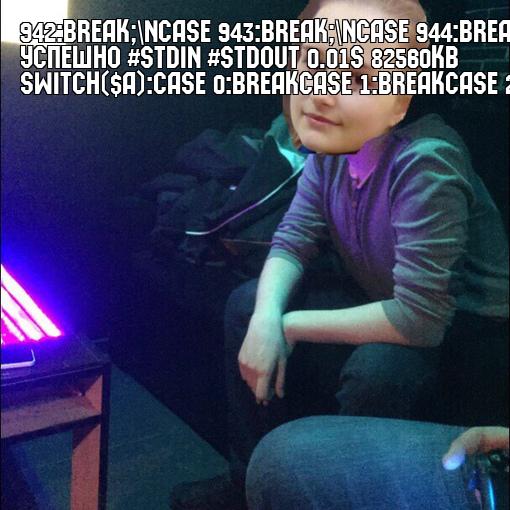 942:BREAK;\NCASE 943:BREAK;\NCASE 944:BREA
УСПЕШНО #STDIN #STDOUT 0.01S 82560KB
SWITCH($A):CASE 0:BREAKCASE 1:BREAKCASE 2